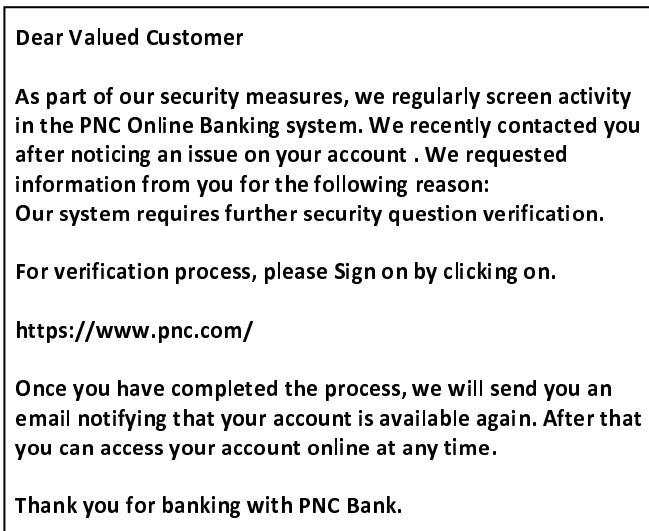 Dear Valued Customer
As part of our security measures, we regularly screen activity
in the PNC Online Banking system. We recently contacted you
after noticing an issue on your account . We requested
information from you for the following reason:
Our system requires further security question verification.
For verification process, please Sign on by clicking on.
https://www.pnc.com/
Once you have completed the process, we will send you an
email notifying that your account is available again. After that
you can access your account online at any time.
Thank you for banking with PNC Bank.